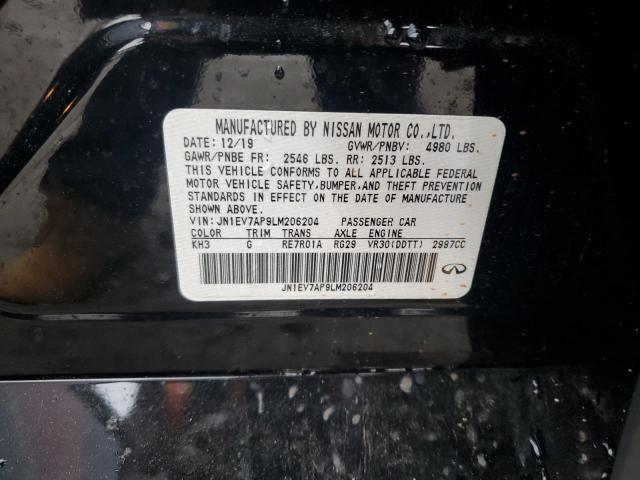 MANUFACTURED BY NISSAN MOTOR CO.,LTD.
DATE: 12/19 GVWR/PNBV: 4980 LBS.
GAWR/PNBE FR: 2546 LBS. RR: 2513 LBS.
THIS VEHICLE CONFORMS TO ALL APPLICABLE FEDERAL
MOTOR VEHICLE SAFETY, BUMPER, AND THEFT PREVENTION
STANDARDS IN EFFECT ON THE DATE OF MANUFACTURE
SHOWN ABOVE.
VIN: JN1EV7AP9LM206204 PASSENGER CAR
COLOR TRIM TRANS AXLE ENGINE
KH3 G RE7R01A RG29 VR30(DDTT) 2997CC
JN1EV7AP9LM206204
INFINITI